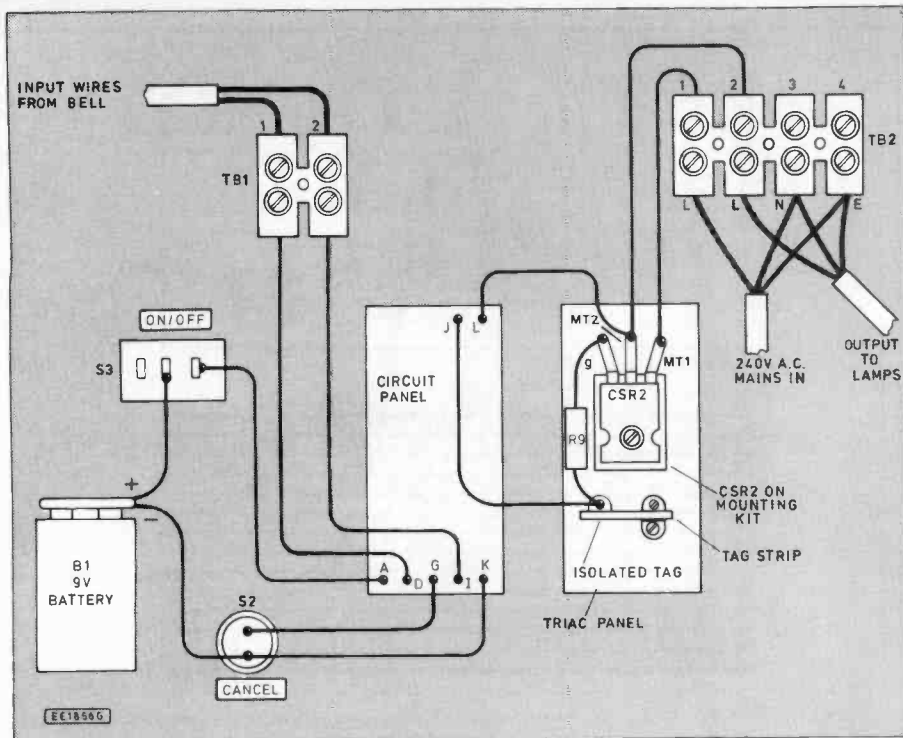 INPUT WIRES
FROM BELL
1 2
TB1
1 2 3 4
TB2
L L N E
ON/OFF
S3
J L
CIRCUIT
PANEL
A D G I K
MT2
g
MT1
CSR2
R9
240V A.C.
MAINS IN
OUTPUT
TO
LAMPS
CSR2 ON
MOUNTING
KIT
TAG STRIP
ISOLATED TAG
TRIAC PANEL
+
−
B1
9V
BATTERY
S2
CANCEL
EE1856G